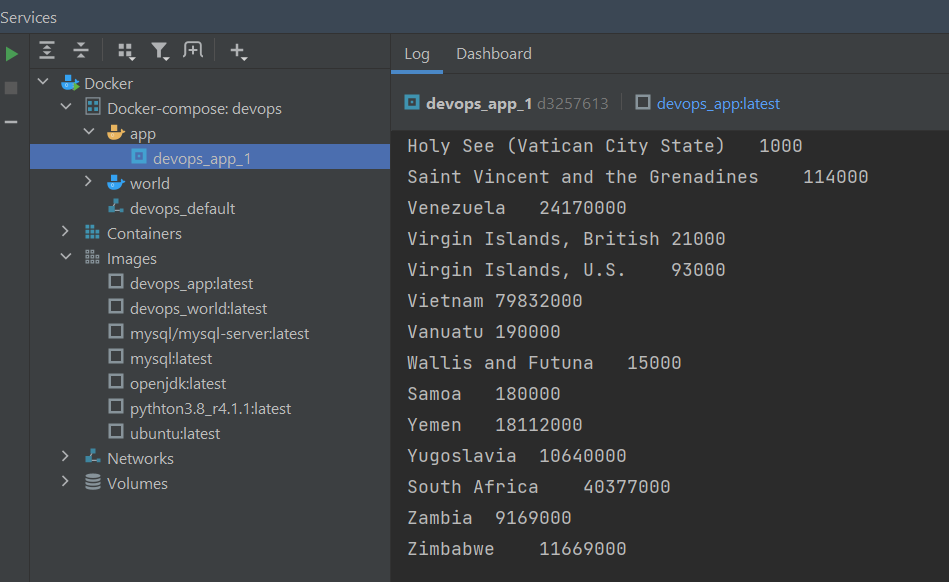 Services
Log Dashboard
Docker
Docker-compose: devops
app
devops_app_1
world
devops_default
Containers
Images
devops_app:latest
devops_world:latest
mysql/mysql-server:latest
mysql:latest
openjdk:latest
pythton3.8_r4.1.1:latest
ubuntu:latest
Networks
Volumes
devops_app_1 d3257613 devops_app:latest
Holy See (Vatican City State) 1000
Saint Vincent and the Grenadines 114000
Venezuela 24170000
Virgin Islands, British 21000
Virgin Islands, U.S. 93000
Vietnam 79832000
Vanuatu 190000
Wallis and Futuna 15000
Samoa 180000
Yemen 18112000
Yugoslavia 10640000
South Africa 40377000
Zambia 9169000
Zimbabwe 11669000